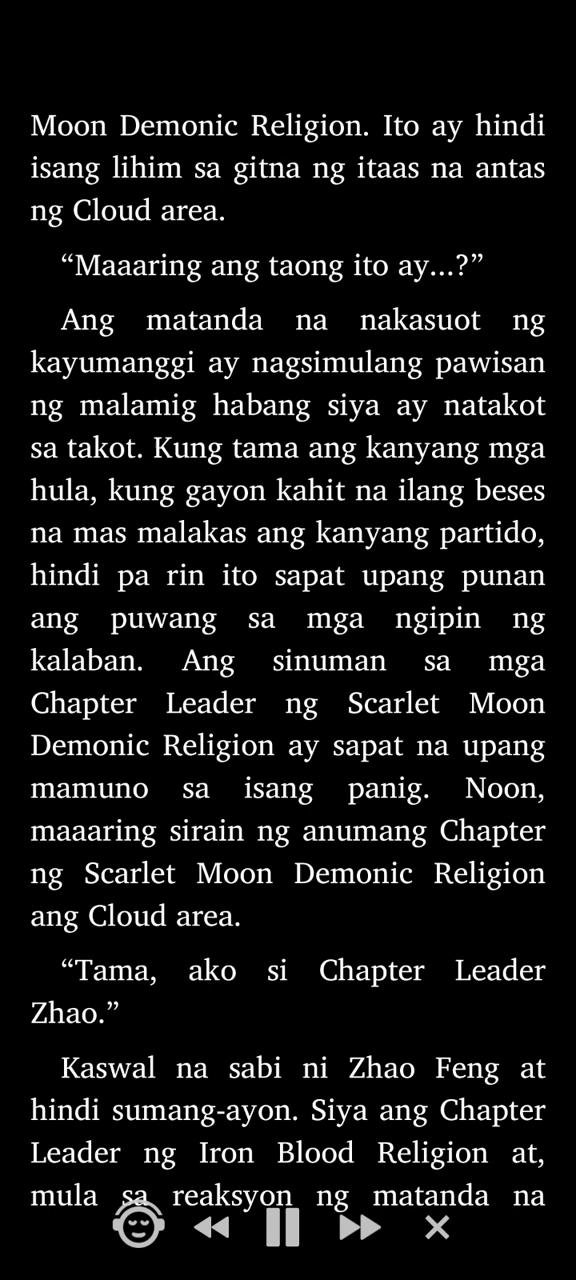 Moon Demonic Religion. Ito ay hindi
isang lihim sa gitna ng itaas na antas
ng Cloud area.
“Maaaring ang taong ito ay...?”
Ang matanda na nakasuot ng
kayumanggi ay nagsimulang pawisan
ng malamig habang siya ay natakot
sa takot. Kung tama ang kanyang mga
hula, kung gayon kahit na ilang beses
na mas malakas ang kanyang partido,
hindi pa rin ito sapat upang punan
ang puwang sa mga ngipin ng
kalaban. Ang sinuman sa mga
Chapter Leader ng Scarlet Moon
Demonic Religion ay sapat na upang
mamuno sa isang panig. Noon,
maaaring sirain ng anumang Chapter
ng Scarlet Moon Demonic Religion
ang Cloud area.
“Tama, ako si Chapter Leader
Zhao.”
Kaswal na sabi ni Zhao Feng at
hindi sumang-ayon. Siya ang Chapter
Leader ng Iron Blood Religion at,
mula sa reaksyon ng matanda na